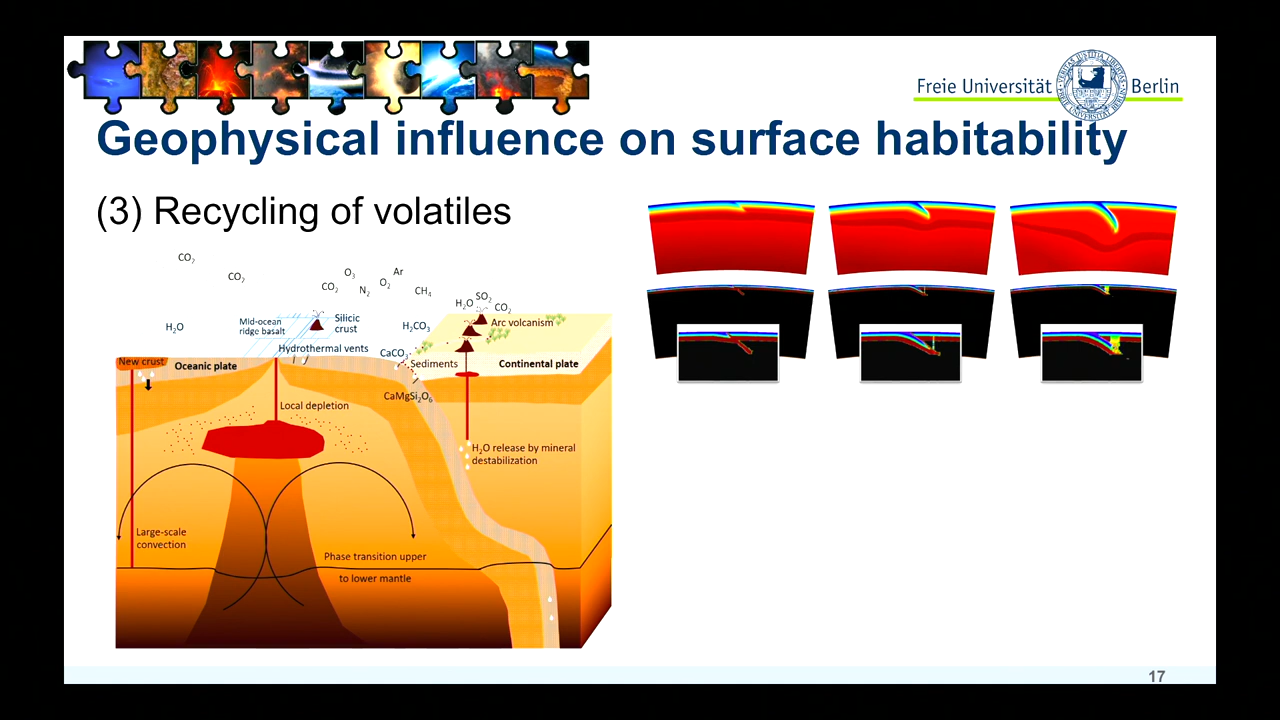 Freie Universität Berlin
Geophysical influence on surface habitability
(3) Recycling of volatiles
CO₂
CO₂
O₃
Ar
CO₂
N₂
O₂
CH₄
H₂O
SO₂
CO₂
H₂O
Mid-ocean
ridge basalt
Silicic
crust
H₂CO₃
Arc volcanism
Hydrothermal vents
CaCO₃
New crust
Oceanic plate
Sediments
Continental plate
CaMgSi₂O₆
Local depletion
H₂O release by mineral
destabilization
Large-scale
convection
Phase transition upper
to lower mantle
17